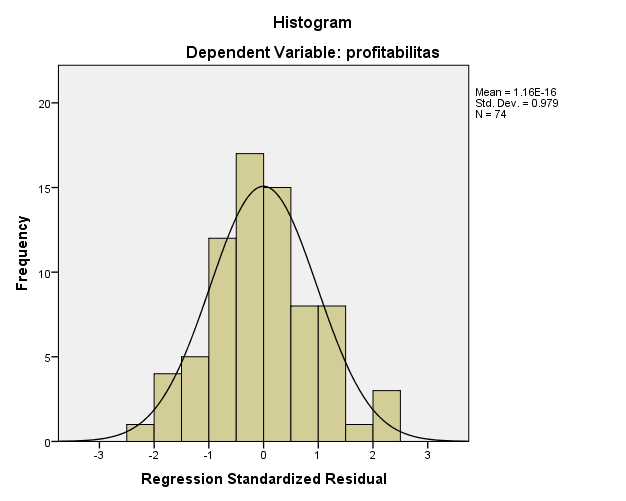 Histogram
Dependent Variable: profitabilitas
Mean = 1.16E-16
Std. Dev. = 0.979
N = 74
Frequency
20
15
10
5
0
-3 -2 -1 0 1 2 3
Regression Standardized Residual